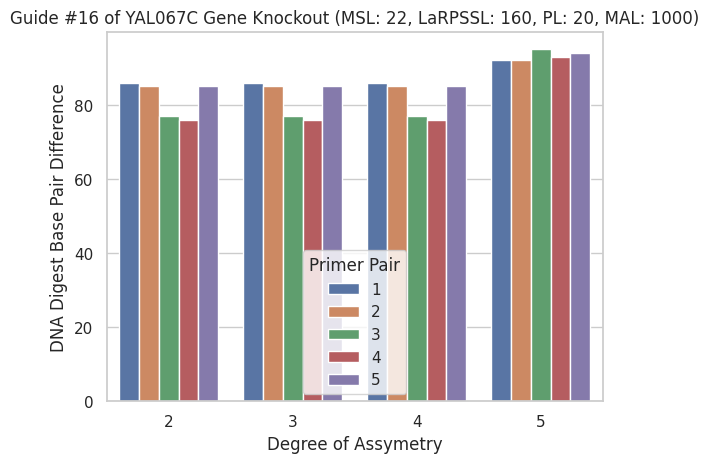 Guide #16 of YAL067C Gene Knockout (MSL: 22, LaRPSSL: 160, PL: 20, MAL: 1000)
DNA Digest Base Pair Difference
80
60
40
20
0
Primer Pair
1
2
3
4
5
2 3 4 5
Degree of Assymetry